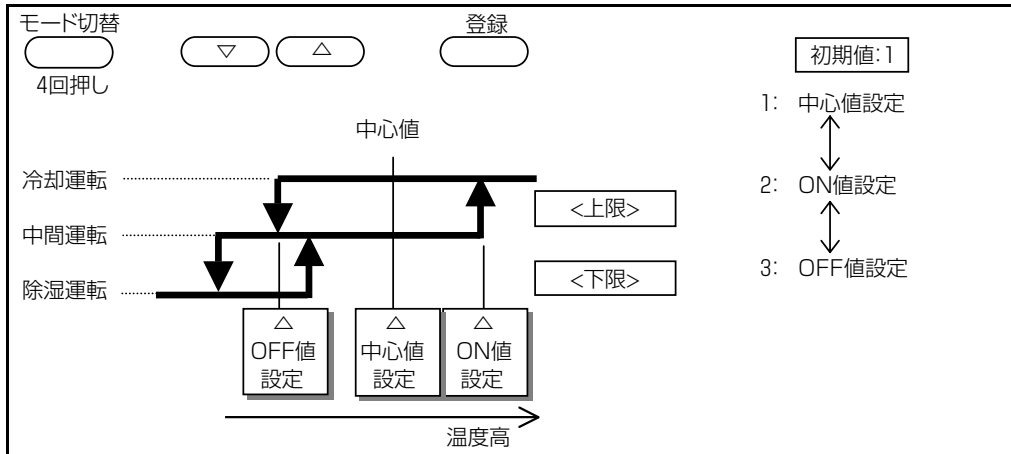 モード切替
登録
▽
△
初期値:1
4回押し
1: 中心値設定
中心値
冷却運転
2: ON値設定
<上限>
中間運転
3: OFF値設定
<下限>
除湿運転
△
OFF値
設定
△
中心値
設定
△
ON値
設定
温度高